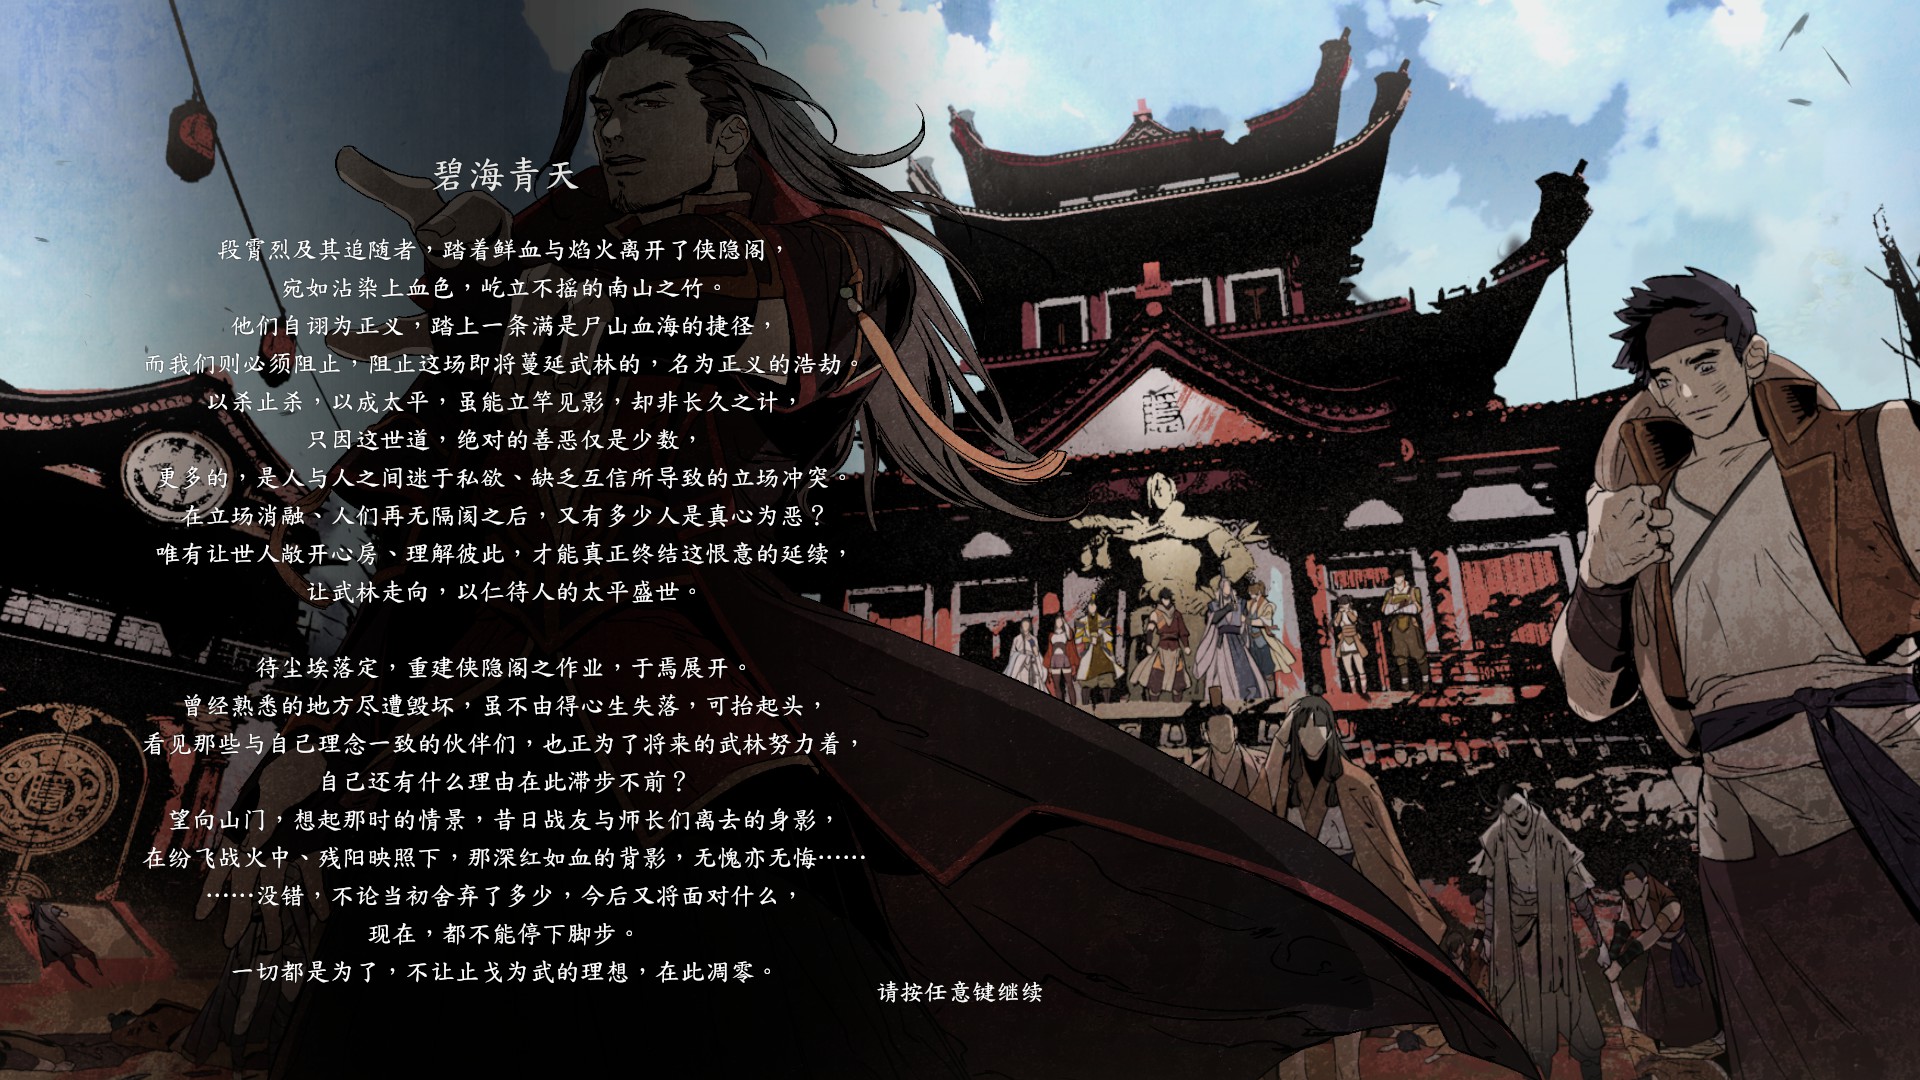 碧海青天
段霄烈及其追随者，踏着鲜血与焰火离开了侠隐阁，
宛如沾染上血色，屹立不摇的南山之竹。
他们自诩为正义，踏上一条满是尸山血海的捷径，
而我们则必须阻止，阻止这场即将蔓延武林的，名为正义的浩劫。
以杀止杀，以成太平，虽能立竿见影，却非长久之计，
只因这世道，绝对的善恶仅是少数，
更多的，是人与人之间迷于私欲、缺乏互信所导致的立场冲突。
在立场消融、人们再无隔阂之后，又有多少人是真心为恶？
唯有让世人敞开心房、理解彼此，才能真正终结这恨意的延续，
让武林走向，以仁待人的太平盛世。
待尘埃落定，重建侠隐阁之作业，于焉展开。
曾经熟悉的地方尽遭毁坏，虽不由得心生失落，可抬起头，
看见那些与自己理念一致的伙伴们，也正为了将来的武林努力着，
自己还有什么理由在此滞步不前？
望向山门，想起那时的情景，昔日战友与师长们离去的身影，
在纷飞战火中、残阳映照下，那深红如血的背影，无愧亦无悔……
……没错，不论当初舍弃了多少，今后又将面对什么，
现在，都不能停下脚步。
一切都是为了，不让止戈为武的理想，在此凋零。
请按任意键继续